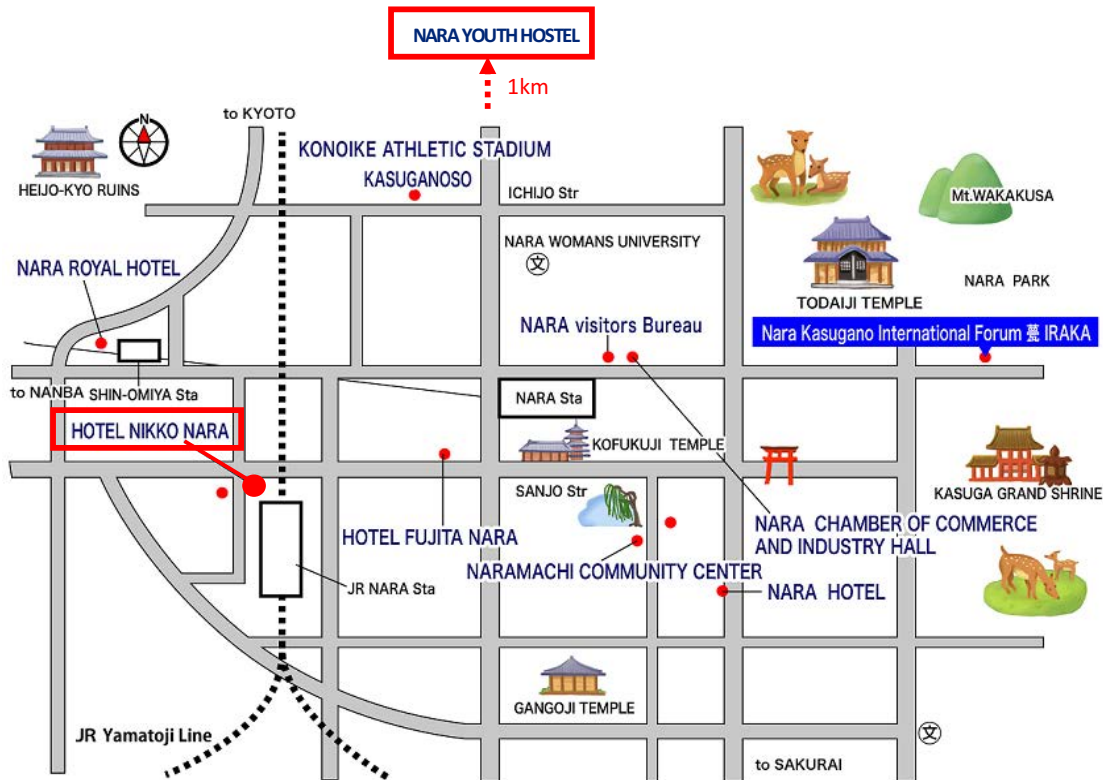 NARA YOUTH HOSTEL
1km
to KYOTO
N
KONOIKE ATHLETIC STADIUM
KASUGANOSO
HEIJO-KYO RUINS
ICHIJO Str
Mt.WAKAKUSA
NARA WOMANS UNIVERSITY
文
NARA ROYAL HOTEL
NARA PARK
TODAIJI TEMPLE
NARA visitors Bureau
Nara Kasugano International Forum 甍 IRAKA
to NANBA
SHIN-OMIYA Sta
NARA Sta
HOTEL NIKKO NARA
KOFUKUJI TEMPLE
SANJO Str
KASUGA GRAND SHRINE
HOTEL FUJITA NARA
NARA CHAMBER OF COMMERCE
AND INDUSTRY HALL
NARAMACHI COMMUNITY CENTER
JR NARA Sta
NARA HOTEL
GANGOJI TEMPLE
JR Yamatoji Line
文
to SAKURAI